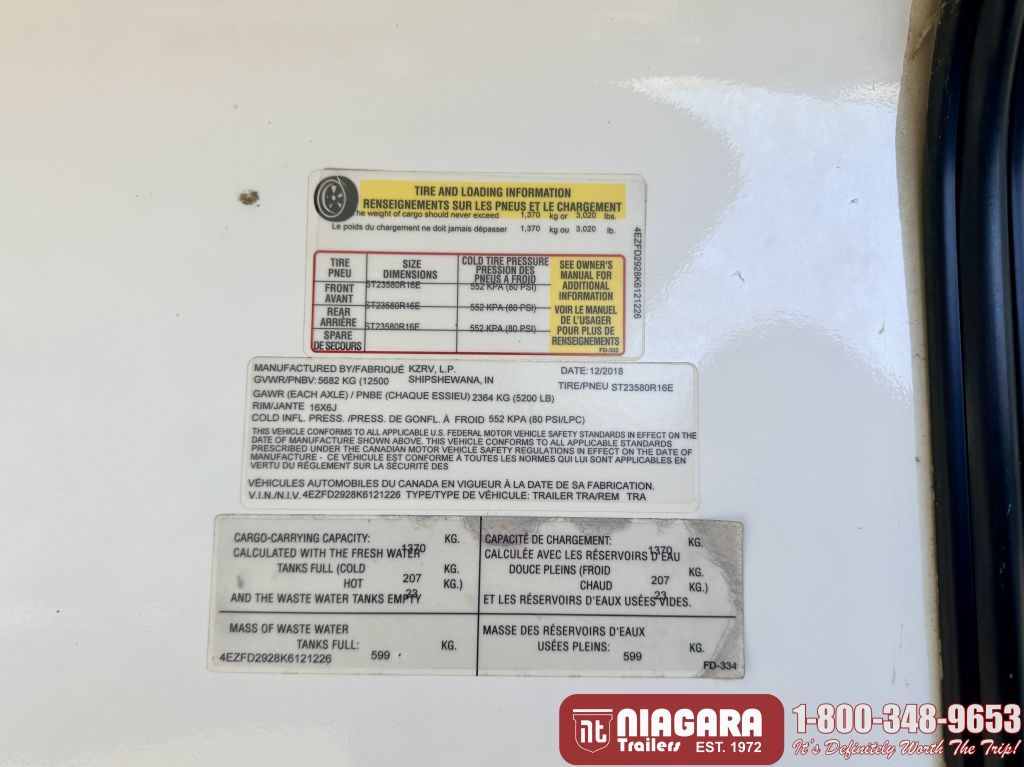 TIRE AND LOADING INFORMATION
RENSEIGNEMENTS SUR LES PNEUS ET LE CHARGEMENT
The weight of cargo should never exceed 1,370 kg or 3,020 lbs.
Le poids du chargement ne doit jamais dépasser 1,370 kg ou 3,020 lb.
4EZFD2928K6121226
TIRE PNEU
SIZE DIMENSIONS
COLD TIRE PRESSURE PRESSION DES PNEUS A FROID
SEE OWNER'S MANUAL FOR ADDITIONAL INFORMATION
VOIR LE MANUEL DE L'USAGER POUR PLUS DE RENSEIGNEMENTS
FRONT AVANT ST23580R16E 552 KPA (80 PSI)
REAR ARRIÈRE ST23580R16E 552 KPA (80 PSI)
SPARE DE SECOURS ST23580R16E 552 KPA (80 PSI)
FD-332
MANUFACTURED BY/FABRIQUÉ KZRV, L.P. DATE:12/2018
GVWR/PNBV: 5682 KG (12500 SHIPSHEWANA, IN TIRE/PNEU ST23580R16E
GAWR (EACH AXLE) / PNBE (CHAQUE ESSIEU) 2364 KG (5200 LB)
RIM/JANTE 16X6J
COLD INFL. PRESS. /PRESS. DE GONFL. À FROID 552 KPA (80 PSI/LPC)
THIS VEHICLE CONFORMS TO ALL APPLICABLE U.S. FEDERAL MOTOR VEHICLE SAFETY STANDARDS IN EFFECT ON THE
DATE OF MANUFACTURE SHOWN ABOVE. THIS VEHICLE CONFORMS TO ALL APPLICABLE STANDARDS
PRESCRIBED UNDER THE CANADIAN MOTOR VEHICLE SAFETY REGULATIONS IN EFFECT ON THE DATE OF
MANUFACTURE - CE VÉHICULE EST CONFORME À TOUTES LES NORMES QUI LUI SONT APPLICABLES EN
VERTU DU RÉGLEMENT SUR LA SÉCURITÉ DES
VÉHICULES AUTOMOBILES DU CANADA EN VIGUEUR À LA DATE DE SA FABRICATION.
V.I.N./N.I.V. 4EZFD2928K6121226 TYPE/TYPE DE VÉHICULE: TRAILER TRA/REM TRA
CARGO-CARRYING CAPACITY: 1370 KG.
CALCULATED WITH THE FRESH WATER
TANKS FULL (COLD 207 KG.
HOT 23 KG.)
AND THE WASTE WATER TANKS EMPTY
CAPACITÉ DE CHARGEMENT: 1370 KG.
CALCULÉE AVEC LES RÉSERVOIRS D'EAU
DOUCE PLEINS (FROID 207 KG.
CHAUD 23 KG.)
ET LES RÉSERVOIRS D'EAUX USÉES VIDES.
MASS OF WASTE WATER
TANKS FULL: 599 KG.
4EZFD2928K6121226
MASSE DES RÉSERVOIRS D'EAUX
USÉES PLEINS: 599 KG.
FD-334
nt NIAGARA
Trailers EST. 1972
1-800-348-9653
It's Definitely Worth The Trip!